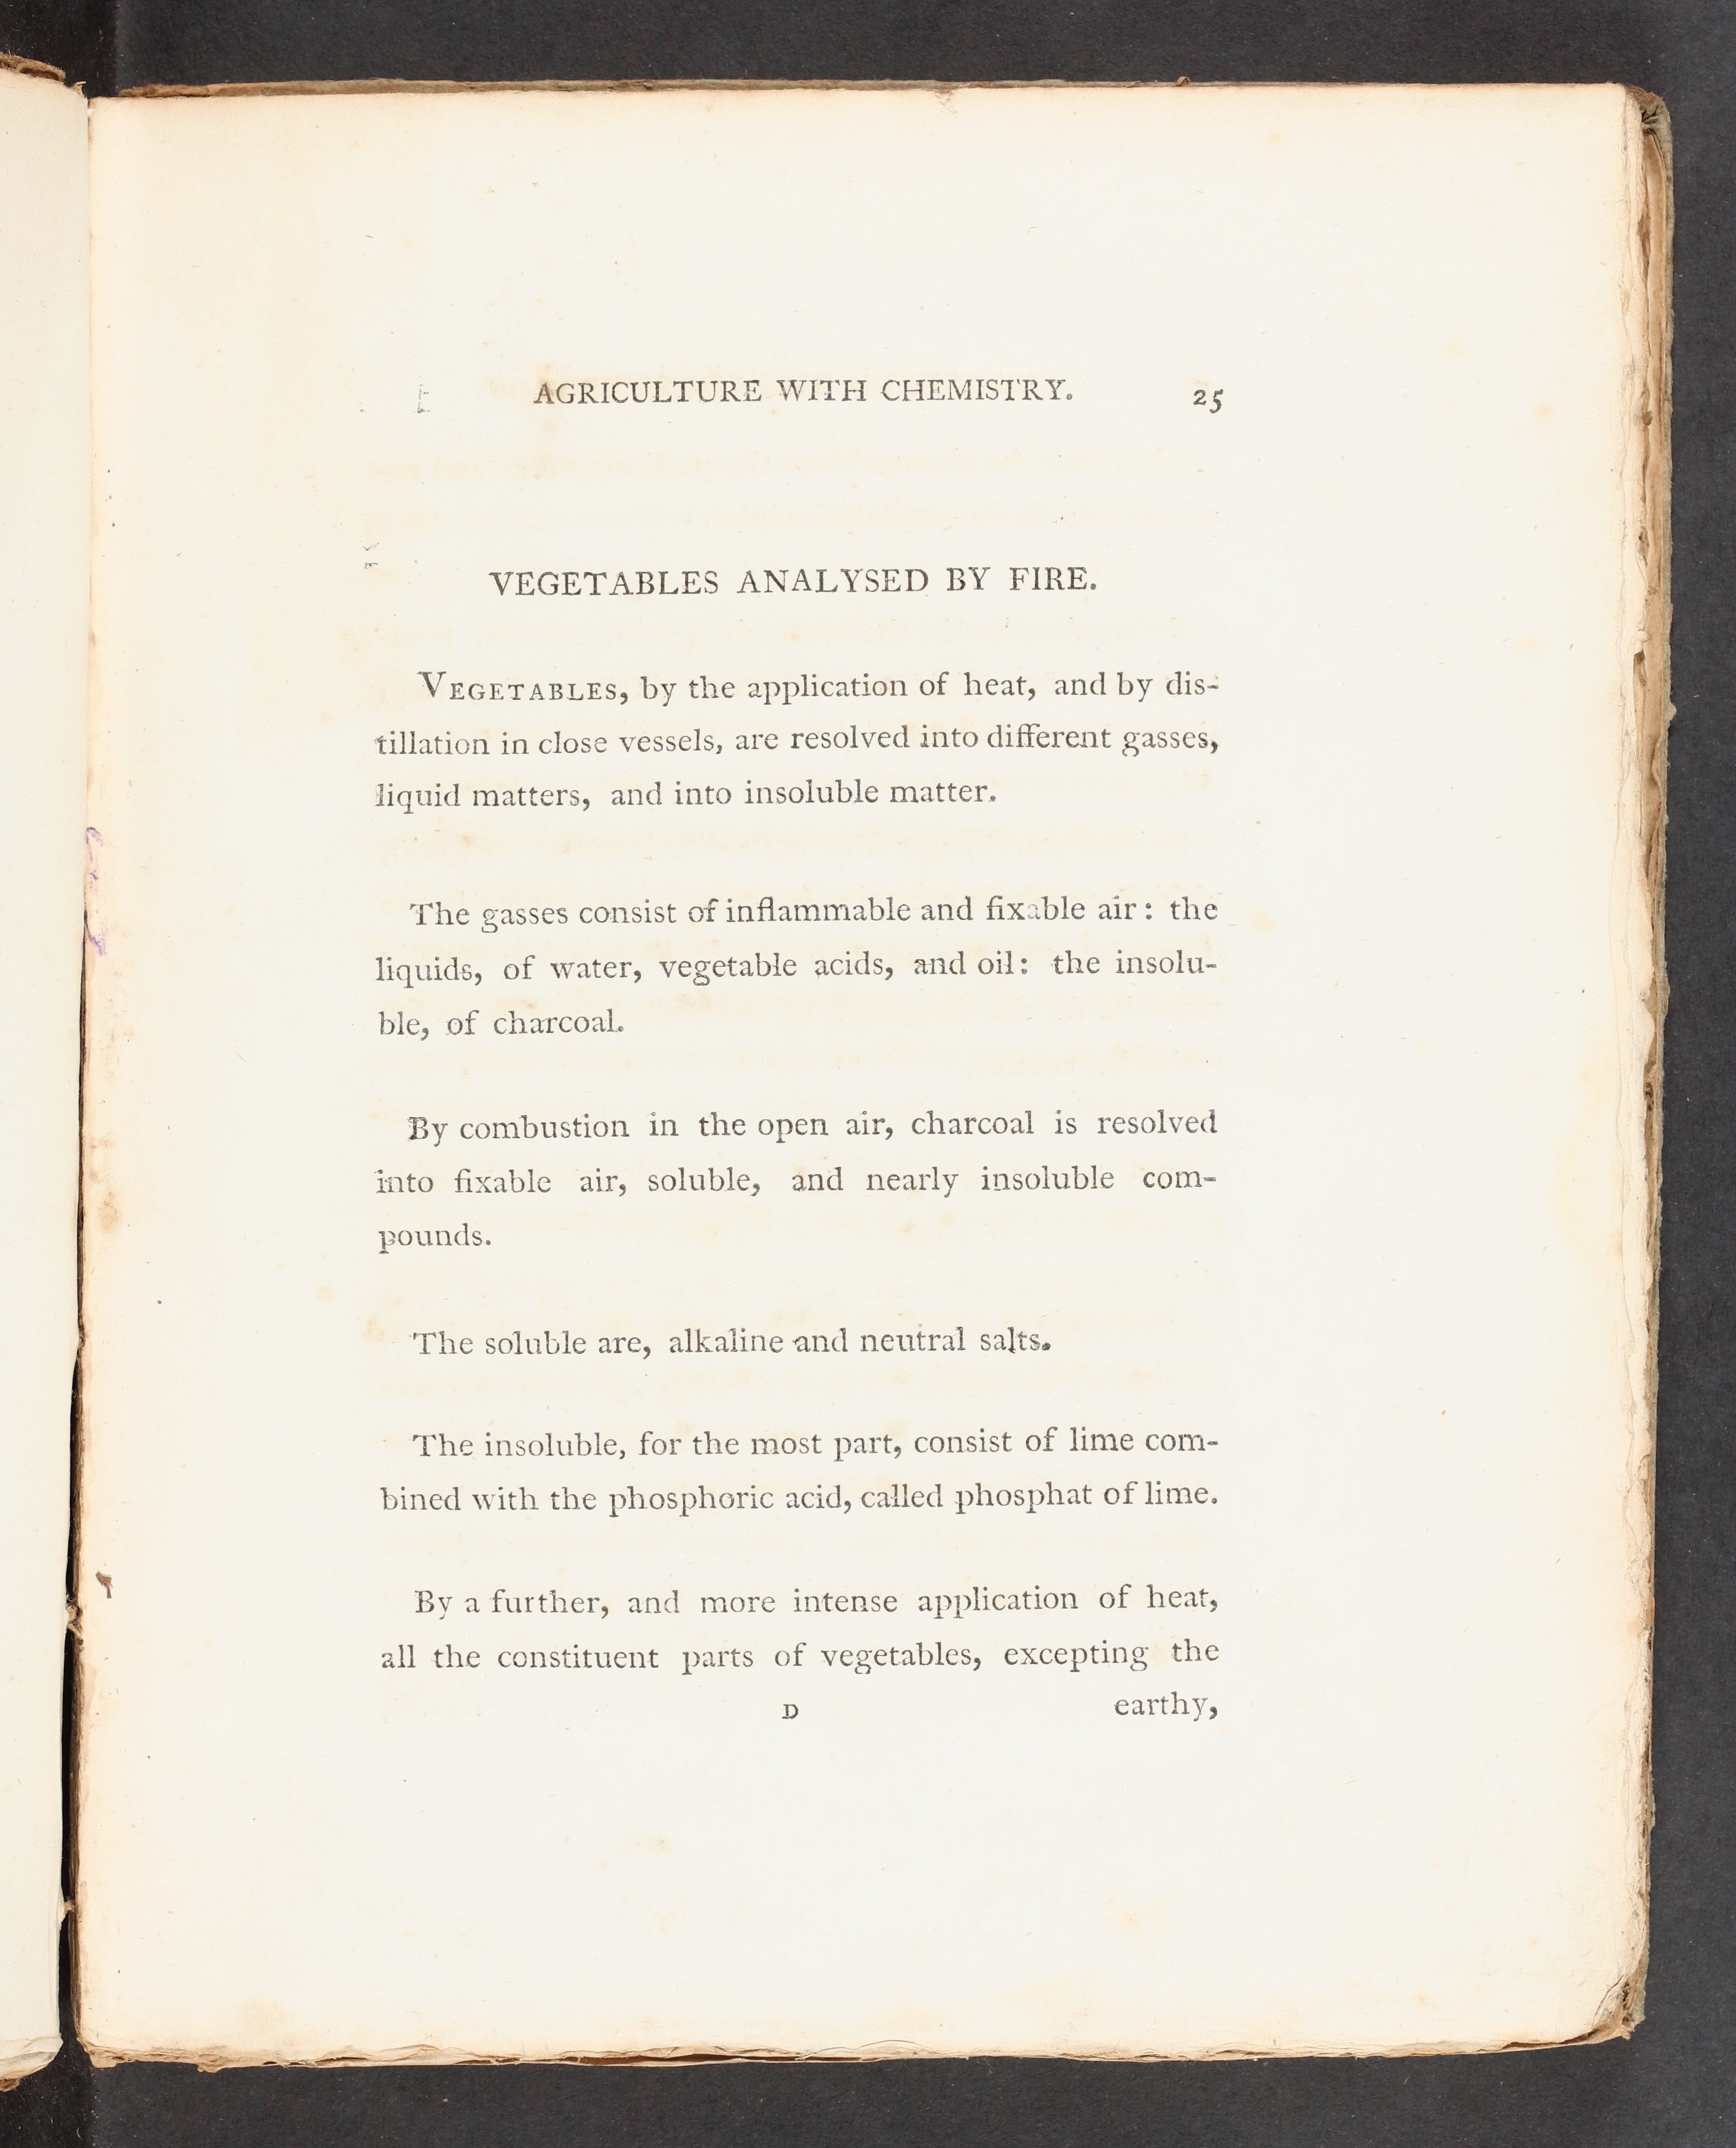 AGRICULTURE WITH CHEMISTRY. 25
VEGETABLES ANALYSED BY FIRE.
VEGETABLES, by the application of heat, and by dis-
tillation in close vessels, are resolved into different gasses,
liquid matters, and into insoluble matter.
The gasses consist of inflammable and fixable air: the
liquids, of water, vegetable acids, and oil: the insolu-
ble, of charcoal.
By combustion in the open air, charcoal is resolved
into fixable air, soluble, and nearly insoluble com-
pounds.
The soluble are, alkaline and neutral salts.
The insoluble, for the most part, consist of lime com-
bined with the phosphoric acid, called phosphat of lime.
By a further, and more intense application of heat,
all the constituent parts of vegetables, excepting the
D earthy,